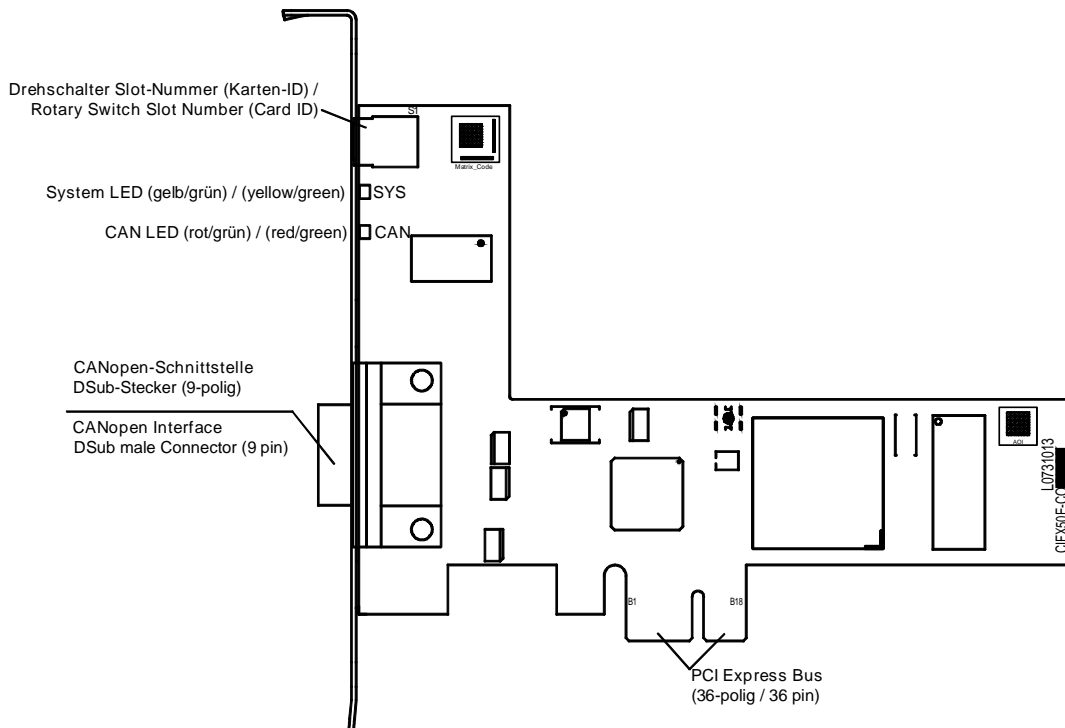 Drehschalter Slot-Nummer (Karten-ID) /
Rotary Switch Slot Number (Card ID)
S1
Matrix_Code
System LED (gelb/grün) / (yellow/green)
SYS
CAN LED (rot/grün) / (red/green)
CAN
CANopen-Schnittstelle
DSub-Stecker (9-polig)
CANopen Interface
DSub male Connector (9 pin)
AOI
L0731013
B1
B18
PCI Express Bus
(36-polig / 36 pin)